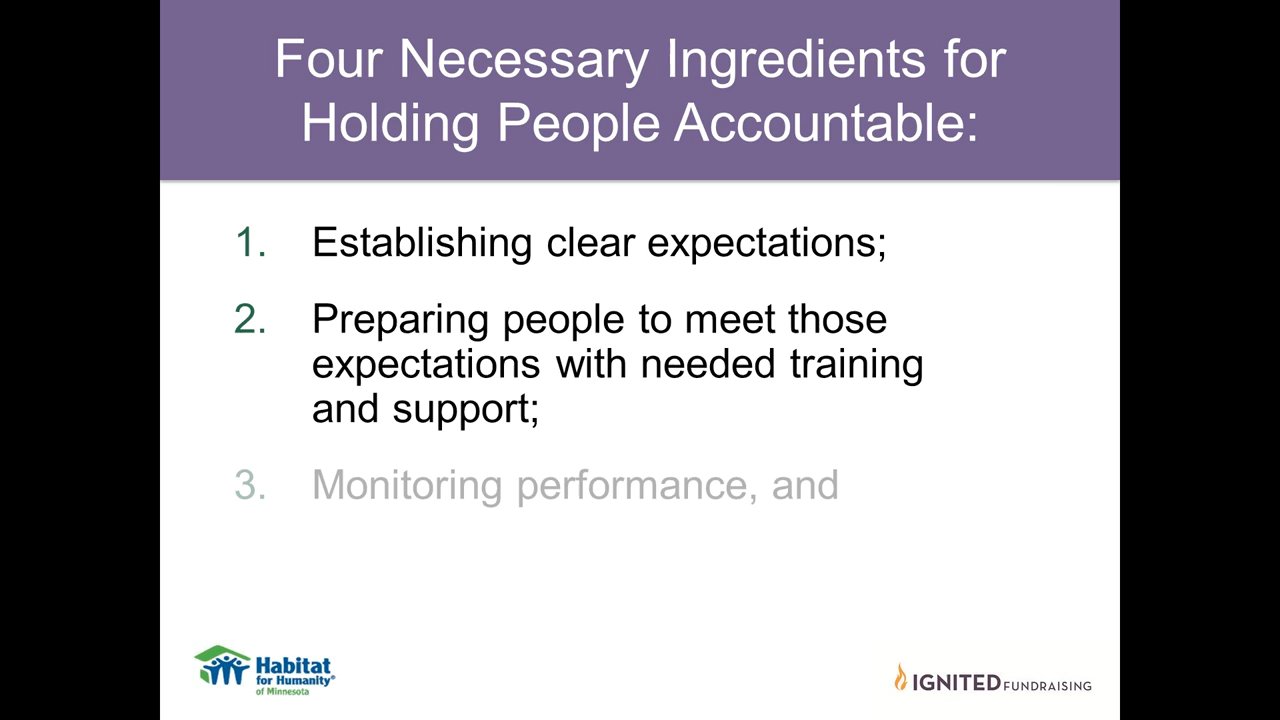 Four Necessary Ingredients for
Holding People Accountable:
1. Establishing clear expectations;
2. Preparing people to meet those
expectations with needed training
and support;
3. Monitoring performance, and
Habitat
for Humanity®
of Minnesota
IGNITED FUNDRAISING